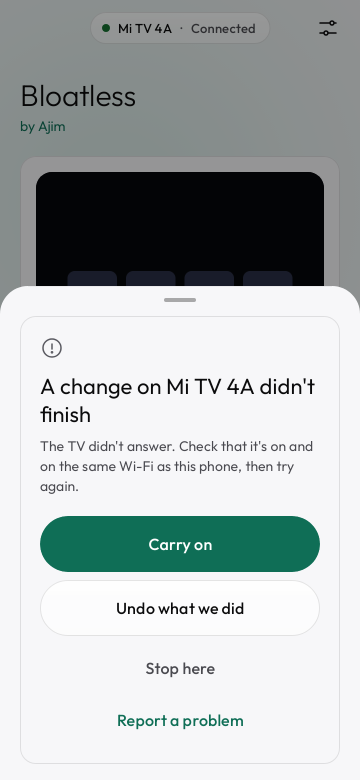 Mi TV 4A · Connected
Bloatless
by Ajim
A change on Mi TV 4A didn't
finish
The TV didn't answer. Check that it's on and
on the same Wi-Fi as this phone, then try
again.
Carry on
Undo what we did
Stop here
Report a problem